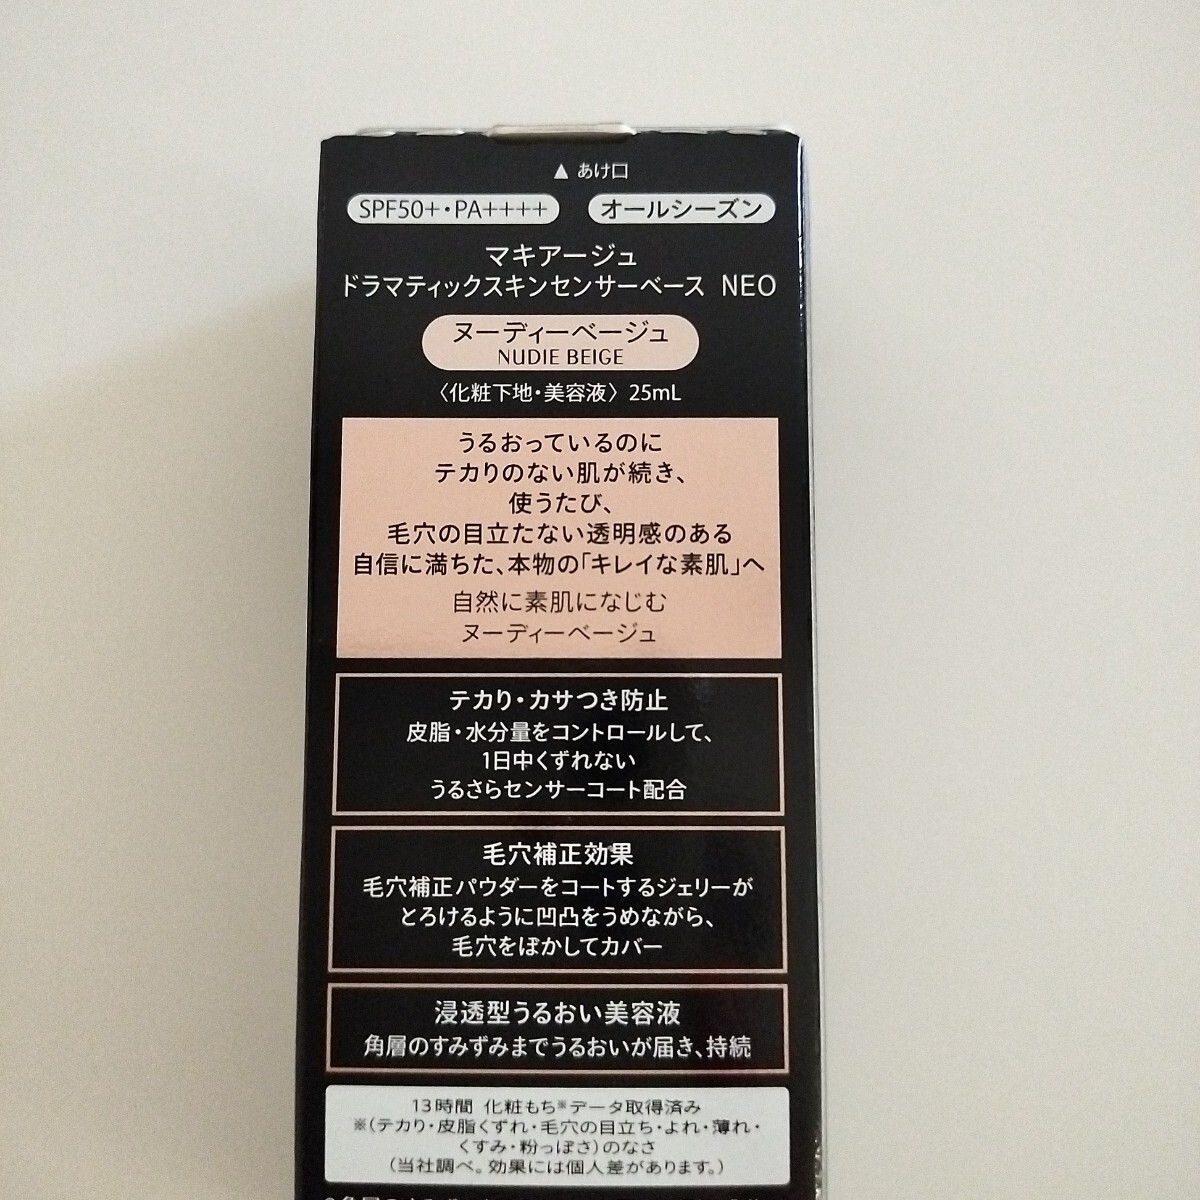 ▲ あけ口
SPF50+・PA++++ オールシーズン
マキアージュ
ドラマティックスキンセンサーベース NEO
ヌーディーベージュ
NUDIE BEIGE
〈化粧下地・美容液〉 25mL
うるおっているのに
テカりのない肌が続き、
使うたび、
毛穴の目立たない透明感のある
自信に満ちた、本物の「キレイな素肌」へ
自然に素肌になじむ
ヌーディーベージュ
テカり・カサつき防止
皮脂・水分量をコントロールして、
1日中くずれない
うるさらセンサーコート配合
毛穴補正効果
毛穴補正パウダーをコートするジェリーが
とろけるように凹凸をうめながら、
毛穴をぼかしてカバー
浸透型うるおい美容液
角層のすみずみまでうるおいが届き、持続
13時間 化粧もち※データ取得済み
※(テカり・皮脂くずれ・毛穴の目立ち・よれ・薄れ・
くすみ・粉っぽさ)のなさ
(当社調べ。効果には個人差があります。)